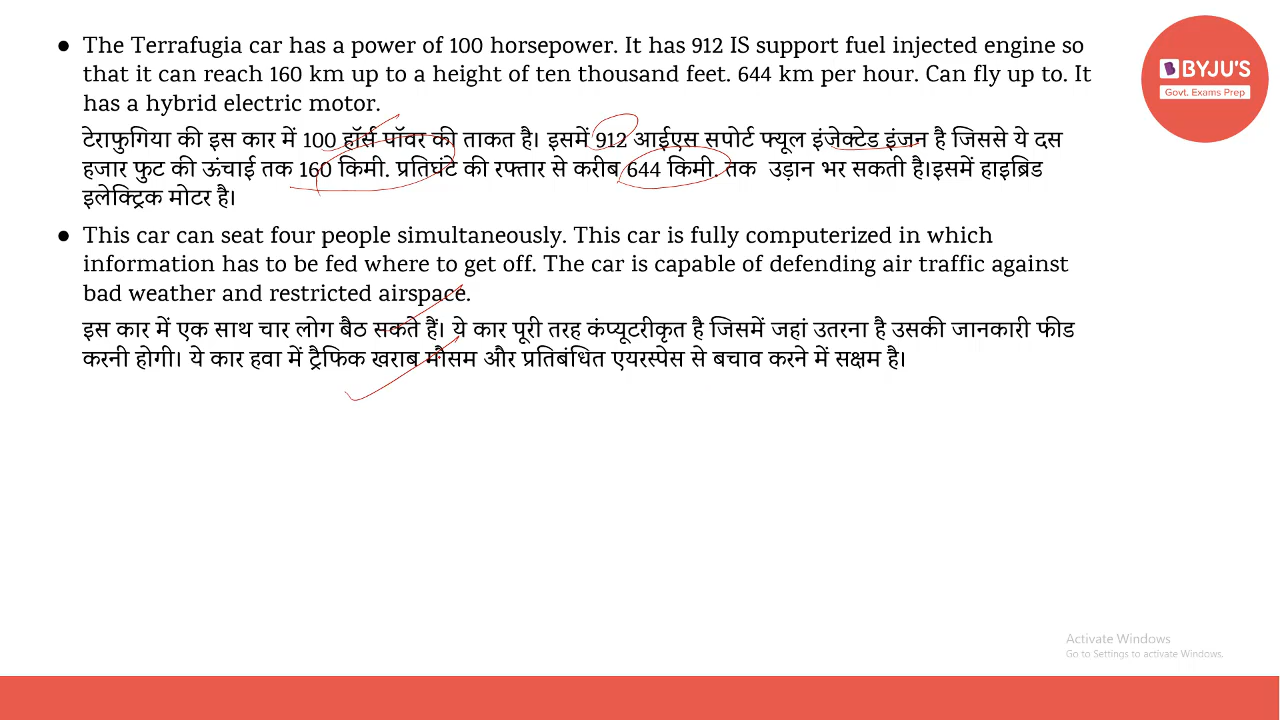 ● The Terrafugia car has a power of 100 horsepower. It has 912 IS support fuel injected engine so
that it can reach 160 km up to a height of ten thousand feet. 644 km per hour. Can fly up to. It
has a hybrid electric motor.
टेराफुगिया की इस कार में 100 हॉर्स पॉवर की ताकत है। इसमें 912 आईएस सपोर्ट फ्यूल इंजेक्टेड इंजन है जिससे ये दस
हजार फुट की ऊंचाई तक 160 किमी. प्रतिघंटे की रफ्तार से करीब 644 किमी. तक उड़ान भर सकती है।इसमें हाइब्रिड
इलेक्ट्रिक मोटर है।
● This car can seat four people simultaneously. This car is fully computerized in which
information has to be fed where to get off. The car is capable of defending air traffic against
bad weather and restricted airspace.
इस कार में एक साथ चार लोग बैठ सकते हैं। ये कार पूरी तरह कंप्यूटरीकृत है जिसमें जहां उतरना है उसकी जानकारी फीड
करनी होगी। ये कार हवा में ट्रैफिक खराब मौसम और प्रतिबंधित एयरस्पेस से बचाव करने में सक्षम है।
BYJU'S
Govt. Exams Prep
Activate Windows
Go to Settings to activate Windows.